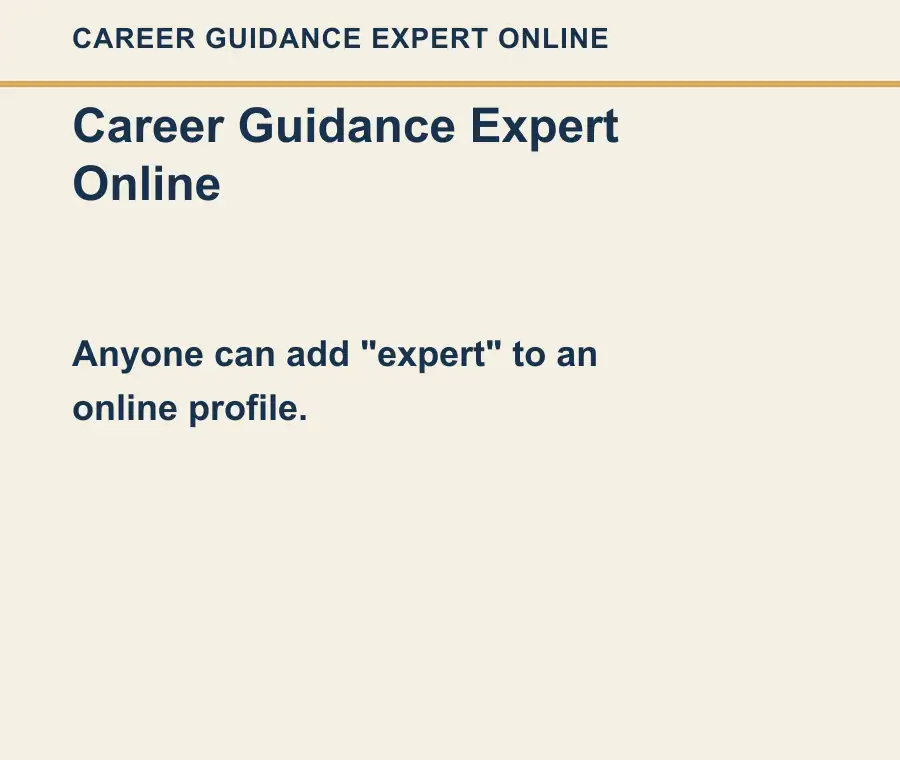 CAREER GUIDANCE EXPERT ONLINE
Career Guidance Expert
Online
Anyone can add "expert" to an
online profile.